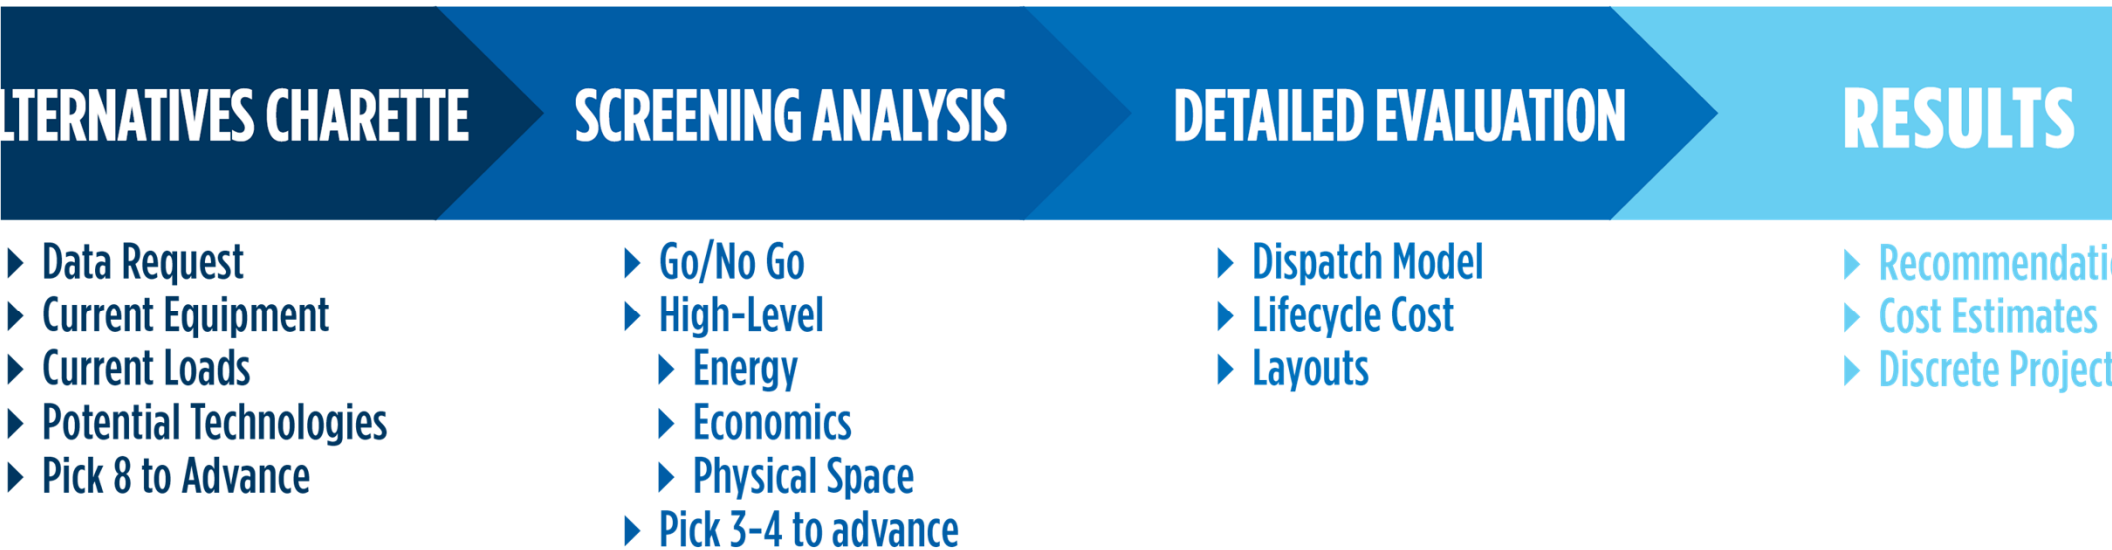 LTERNATIVES CHARETTE
Data Request
Current Equipment
Current Loads
Potential Technologies
Pick 8 to Advance
SCREENING ANALYSIS
Go/No Go
High-Level
Energy
Economics
Physical Space
Pick 3-4 to advance
DETAILED EVALUATION
Dispatch Model
Lifecycle Cost
Layouts
RESULTS
Recommendati
Cost Estimates
Discrete Project